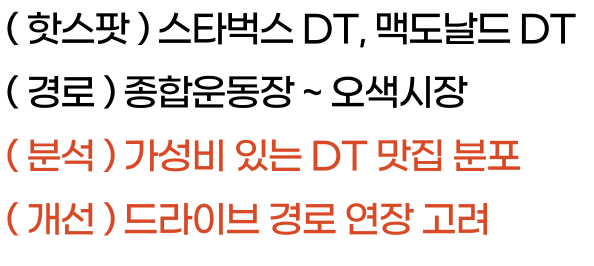 ( 핫스팟 ) 스타벅스 DT, 맥도날드 DT
( 경로 ) 종합운동장 ~ 오색시장
( 분석 ) 가성비 있는 DT 맛집 분포
( 개선 ) 드라이브 경로 연장 고려